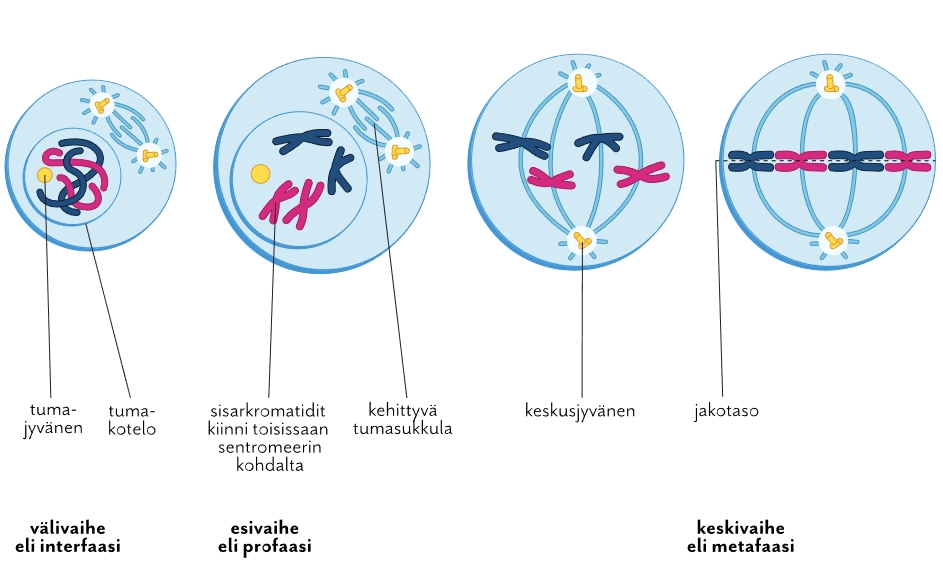 tuma-
jyvänen
tuma-
kotelo
sisarkromatidit
kiinni toisissaan
sentromeerin
kohdalta
kehittyvä
tumasukkula
keskusjyvänen
jakotaso
välivaihe
eli interfaasi
esivaihe
eli profaasi
keskivaihe
eli metafaasi